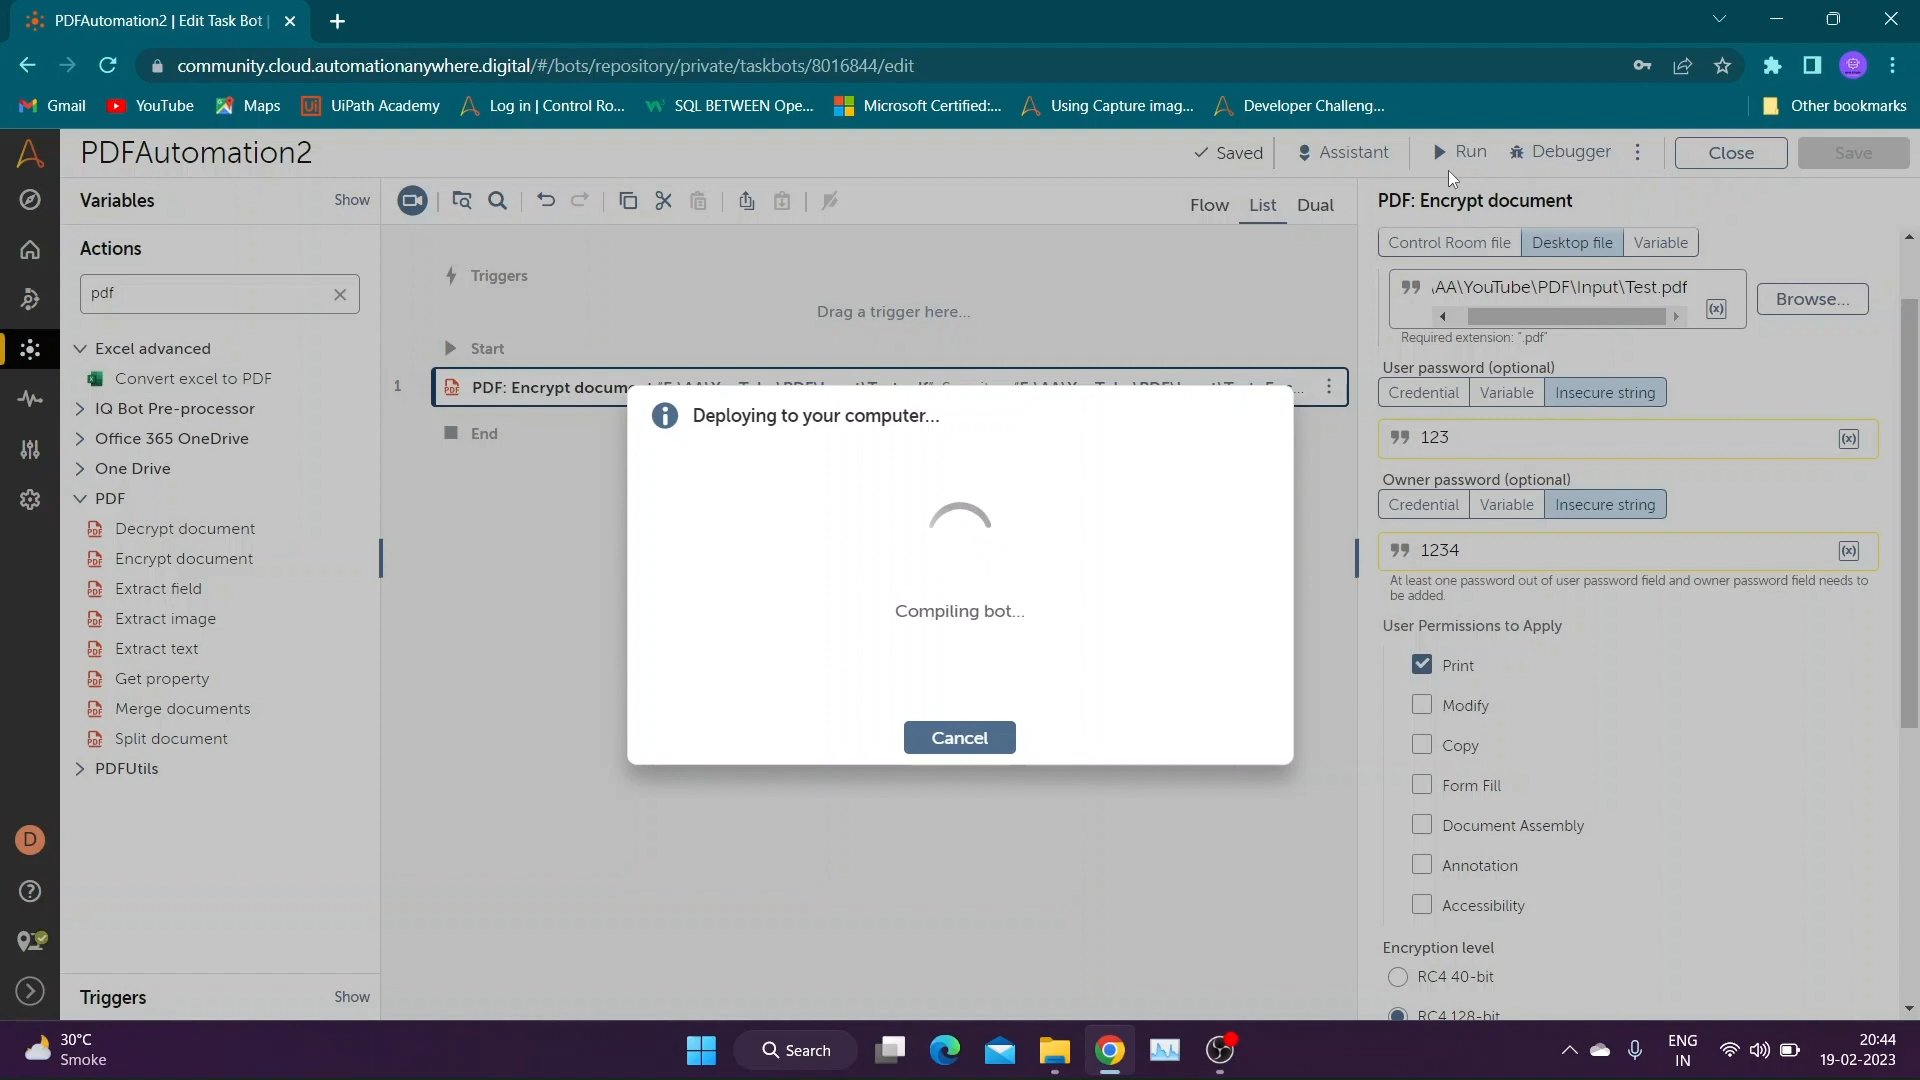 PDFAutomation2 | Edit Task Bot |
community.cloud.automationanywhere.digital/#/bots/repository/private/taskbots/8016844/edit
Gmail
YouTube
Maps
UiPath Academy
Log in | Control Ro...
SQL BETWEEN Ope...
Microsoft Certified:...
Using Capture imag...
Developer Challeng...
Other bookmarks
PDFAutomation2
Saved
Assistant
Run
Debugger
Close
Save
Variables
Show
Flow
List
Dual
Actions
pdf
Excel advanced
Convert excel to PDF
IQ Bot Pre-processor
Office 365 OneDrive
One Drive
PDF
Decrypt document
Encrypt document
Extract field
Extract image
Extract text
Get property
Merge documents
Split document
PDFUtils
Triggers
Show
Triggers
Drag a trigger here...
Start
1
PDF: Encrypt docume
End
Deploying to your computer...
Compiling bot...
Cancel
PDF: Encrypt document
Control Room file
Desktop file
Variable
\AA\YouTube\PDF\Input\Test.pdf
(x)
Browse...
Required extension: ".pdf"
User password (optional)
Credential
Variable
Insecure string
123
(x)
Owner password (optional)
Credential
Variable
Insecure string
1234
(x)
At least one password out of user password field and owner password field needs to
be added.
User Permissions to Apply
Print
Modify
Copy
Form Fill
Document Assembly
Annotation
Accessibility
Encryption level
RC4 40-bit
RC4 128-bit
D
30°C
Smoke
Search
ENG
IN
20:44
19-02-2023